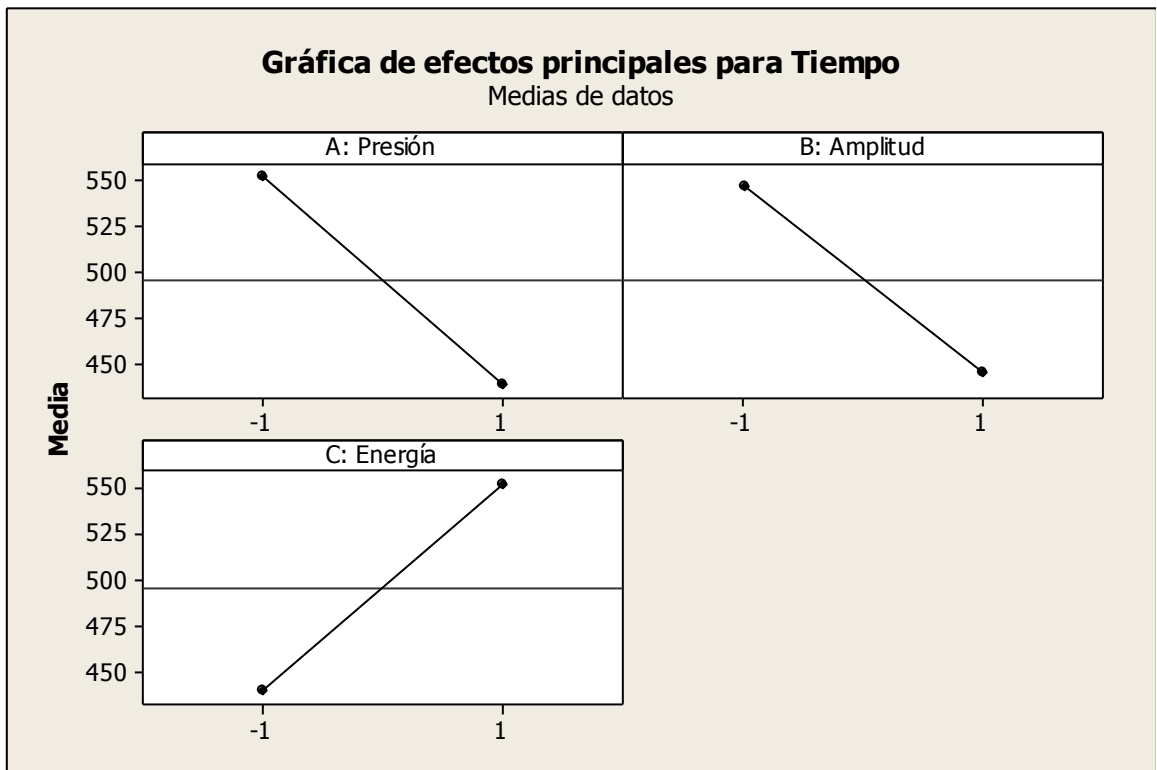 Gráfica de efectos principales para Tiempo
Medias de datos
A: Presión
B: Amplitud
550
525
500
475
450
-1
1
-1
1
Media
C: Energía
550
525
500
475
450
-1
1